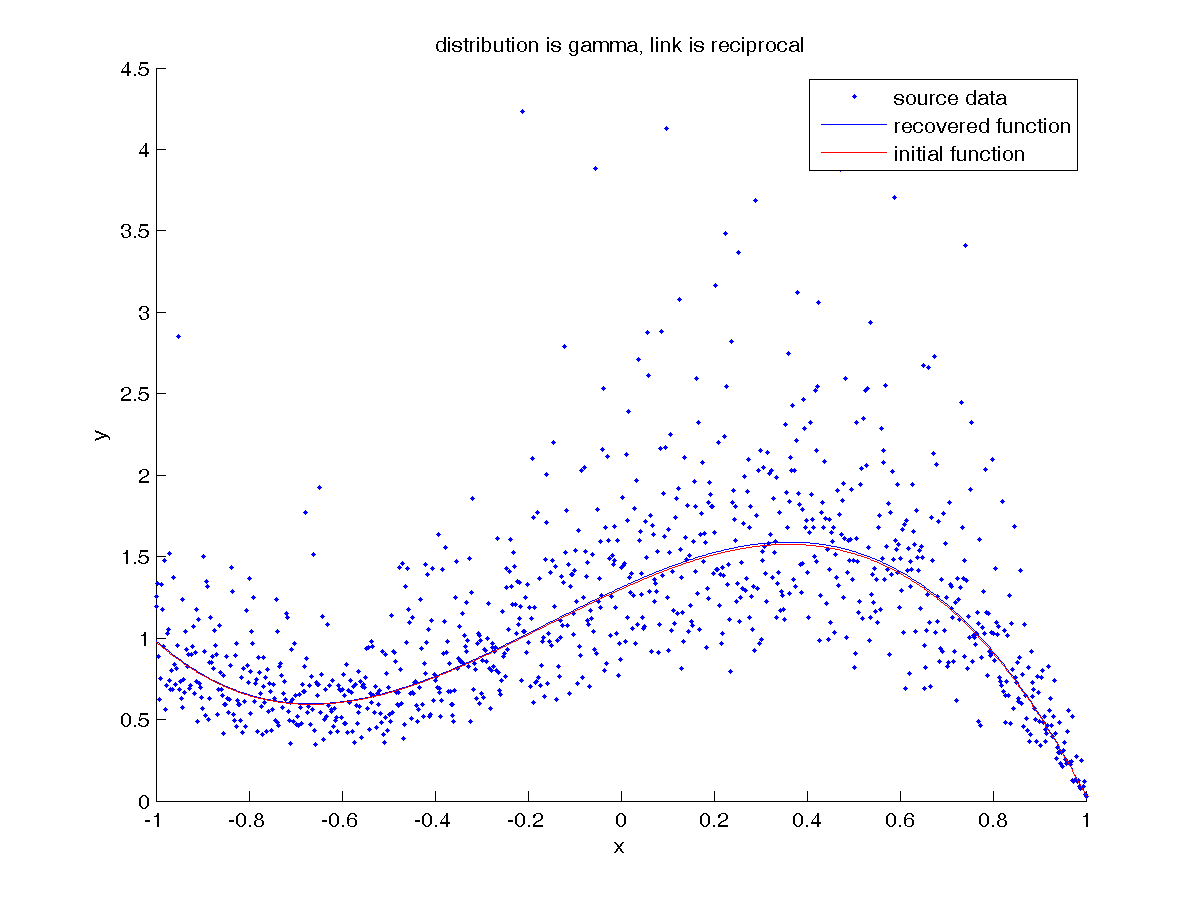 distribution is gamma, link is reciprocal
source data
recovered function
initial function
4.5
4
3.5
3
2.5
2
1.5
1
0.5
0
y
-1 -0.8 -0.6 -0.4 -0.2 0 0.2 0.4 0.6 0.8 1
x